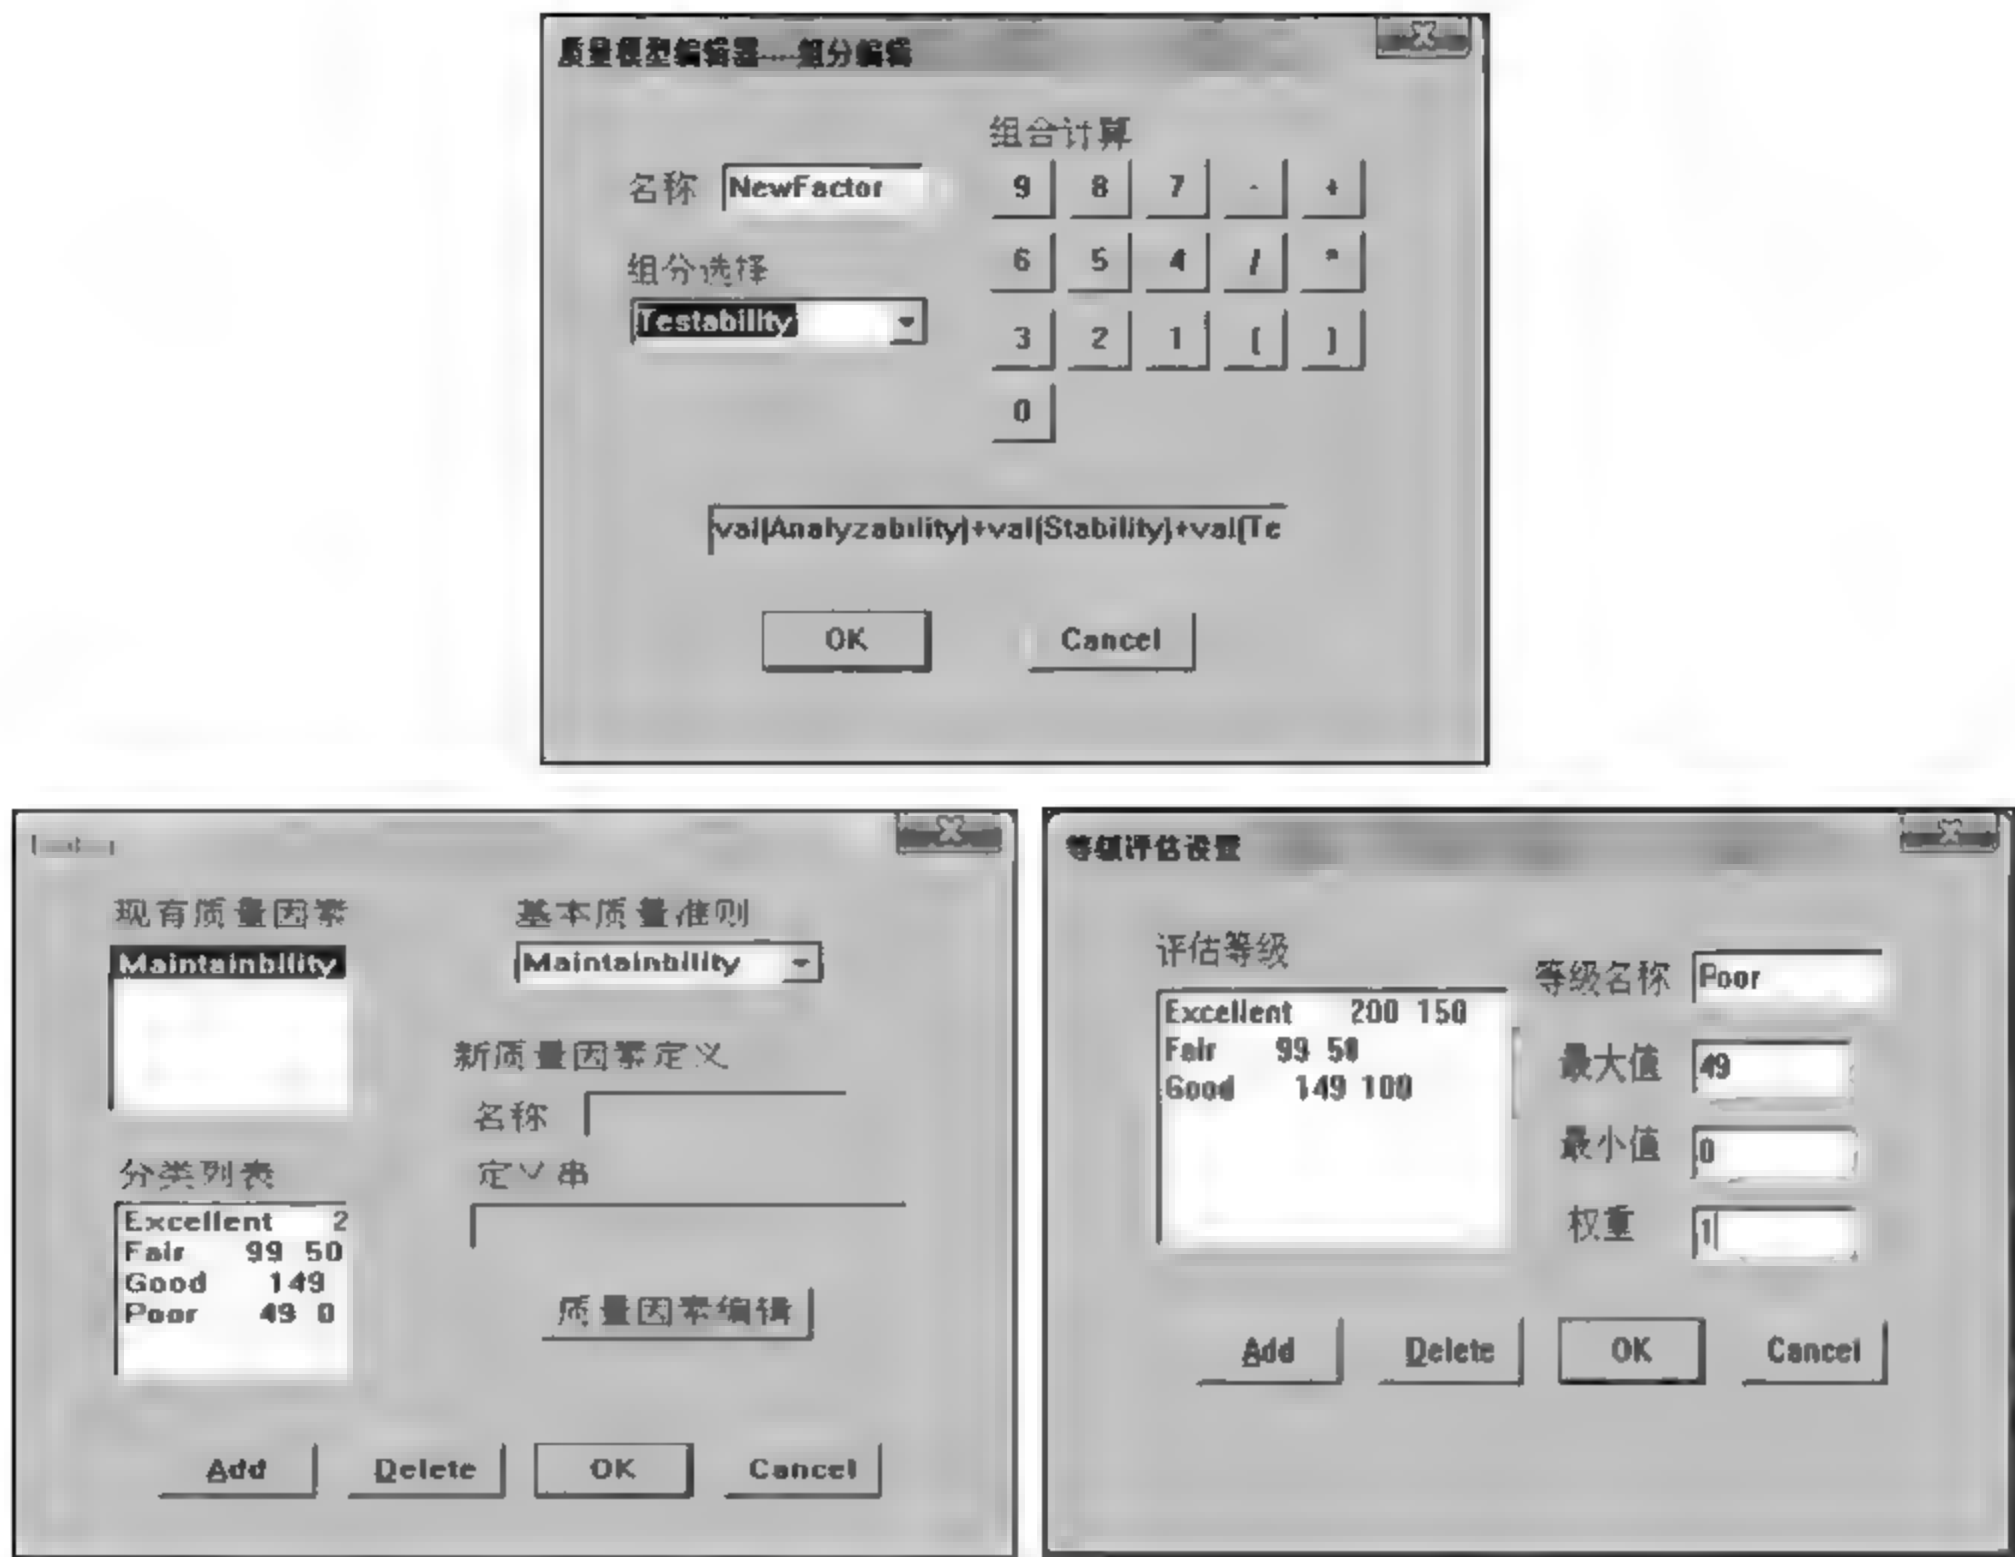 质量模型编辑器---组分编辑
组合计算
名称 NewFactor
9 8 7 - +
组分选择
6 5 4 / *
Testability
3 2 1 ( )
0
val(Analyzability)+val(Stability)+val(Te
OK Cancel
现有质量因素 基本质量准则
Maintainbility Maintainbility
新质量因素定义
名称
分类列表 定义串
Excellent 2
Fair 99 50
Good 149
Poor 49 0
质量因素编辑
Add Delete OK Cancel
等级评估设置
评估等级
等级名称 Poor
Excellent 200 150
Fair 99 50
Good 149 100
最大值 49
最小值 0
权重 1
Add Delete OK Cancel